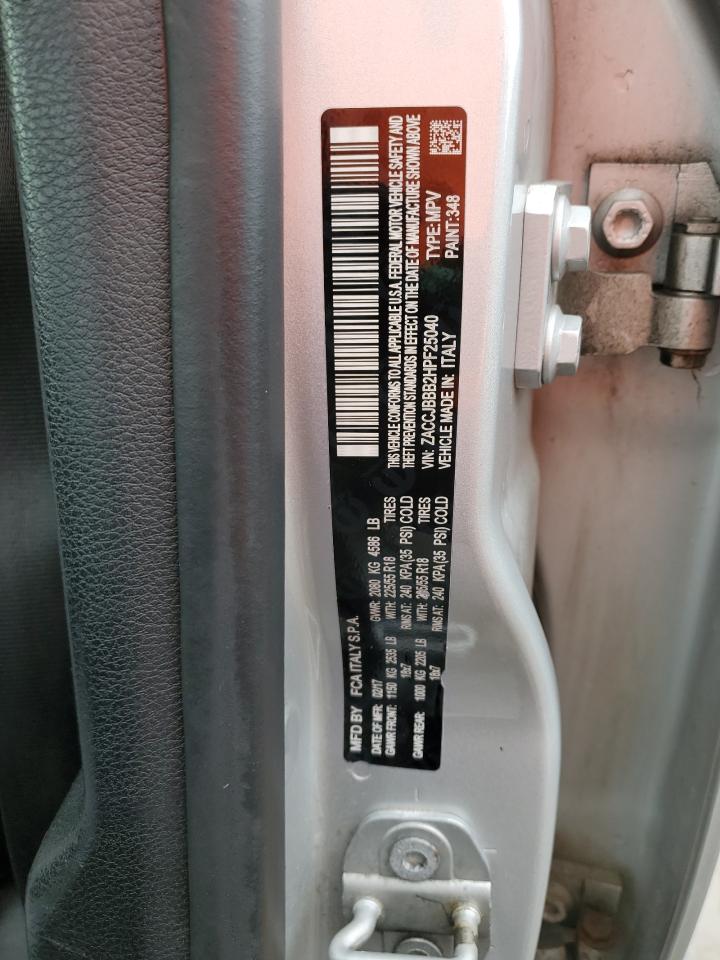 MFD BY FCA ITALY S.P.A.
DATE OF MFR: 02/17 GVWR: 2080 KG 4586 LB
GAWR FRONT: 1150 KG 2535 LB WITH: 225/55 R18 TIRES
18x7 RIMS AT: 240 KPA(35 PSI) COLD
GAWR REAR: 1000 KG 2205 LB WITH: 225/55 R18 TIRES
18x7 RIMS AT: 240 KPA(35 PSI) COLD
THIS VEHICLE CONFORMS TO ALL APPLICABLE U.S.A. FEDERAL MOTOR VEHICLE SAFETY AND
THEFT PREVENTION STANDARDS IN EFFECT ON THE DATE OF MANUFACTURE SHOWN ABOVE
VIN: ZACCJBBB2HPF25040 TYPE: MPV
VEHICLE MADE IN: ITALY PAINT:348